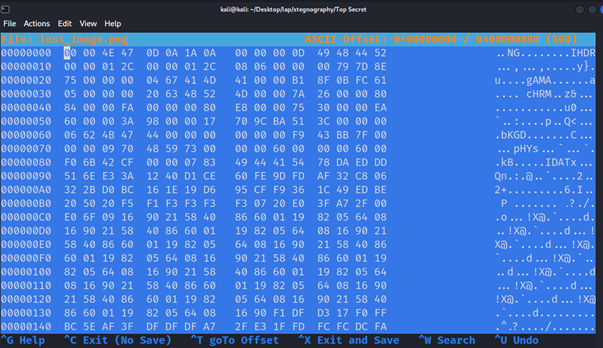 kali@kali: ~/Desktop/lap/stegnography/Top Secret
Actions Edit View Help
File: lost_image.png ASCII Offset: 0x00000000 / 0x00000889 (%00)
00000000 00 00 4E 47 0D 0A 1A 0A 00 00 00 0D 49 48 44 52 ..NG........IHDR
00000010 00 00 01 2C 00 00 01 2C 08 06 00 00 00 79 7D 8E ...,...,.....y}.
00000020 75 00 00 00 04 67 41 4D 41 00 00 B1 8F 0B FC 61 u....gAMA......a
00000030 05 00 00 00 20 63 48 52 4D 00 00 7A 26 00 00 80 .... cHRM..z&...
00000040 84 00 00 FA 00 00 00 80 E8 00 00 75 30 00 00 EA ...........u0...
00000050 60 00 00 3A 98 00 00 17 70 9C BA 51 3C 00 00 00 `..:....p..Q<...
00000060 06 62 4B 47 44 00 00 00 00 00 00 F9 43 BB 7F 00 .bKGD.......C...
00000070 00 00 09 70 48 59 73 00 00 00 60 00 00 00 60 00 ...pHYs...`...`.
00000080 F0 6B 42 CF 00 00 07 83 49 44 41 54 78 DA ED DD .kB.....IDATx...
00000090 51 6E E3 3A 12 40 D1 CE 60 FE 9D FD AF 32 C8 06 Qn.:.@..`....2..
000000A0 32 2B D0 BC 16 1E 19 D6 95 CF F9 36 1C 49 ED BE 2+.........6.I..
000000B0 20 50 20 F5 F1 F3 F3 F3 F3 07 20 E0 3F A7 2F 00 P ....... .?./.
000000C0 E0 6F 09 16 90 21 58 40 86 60 01 19 82 05 64 08 .o...!X@.`....d.
000000D0 16 90 21 58 40 86 60 01 19 82 05 64 08 16 90 21 ..!X@.`....d...!
000000E0 58 40 86 60 01 19 82 05 64 08 16 90 21 58 40 86 X@.`....d...!X@.
000000F0 60 01 19 82 05 64 08 16 90 21 58 40 86 60 01 19 `....d...!X@.`..
00000100 82 05 64 08 16 90 21 58 40 86 60 01 19 82 05 64 ..d...!X@.`....d
00000110 08 16 90 21 58 40 86 60 01 19 82 05 64 08 16 90 ...!X@.`....d...
00000120 21 58 40 86 60 01 19 82 05 64 08 16 90 21 58 40 !X@.`....d...!X@
00000130 86 60 01 19 82 05 64 08 16 90 F1 DF D3 17 F0 FF .`....d.........
00000140 BC 5E AF 3F DF DF DF A7 2F E3 1F FD FC FC DC FA .^.?..../.......
^G Help ^C Exit (No Save) ^T goTo Offset ^X Exit and Save ^W Search ^U Undo